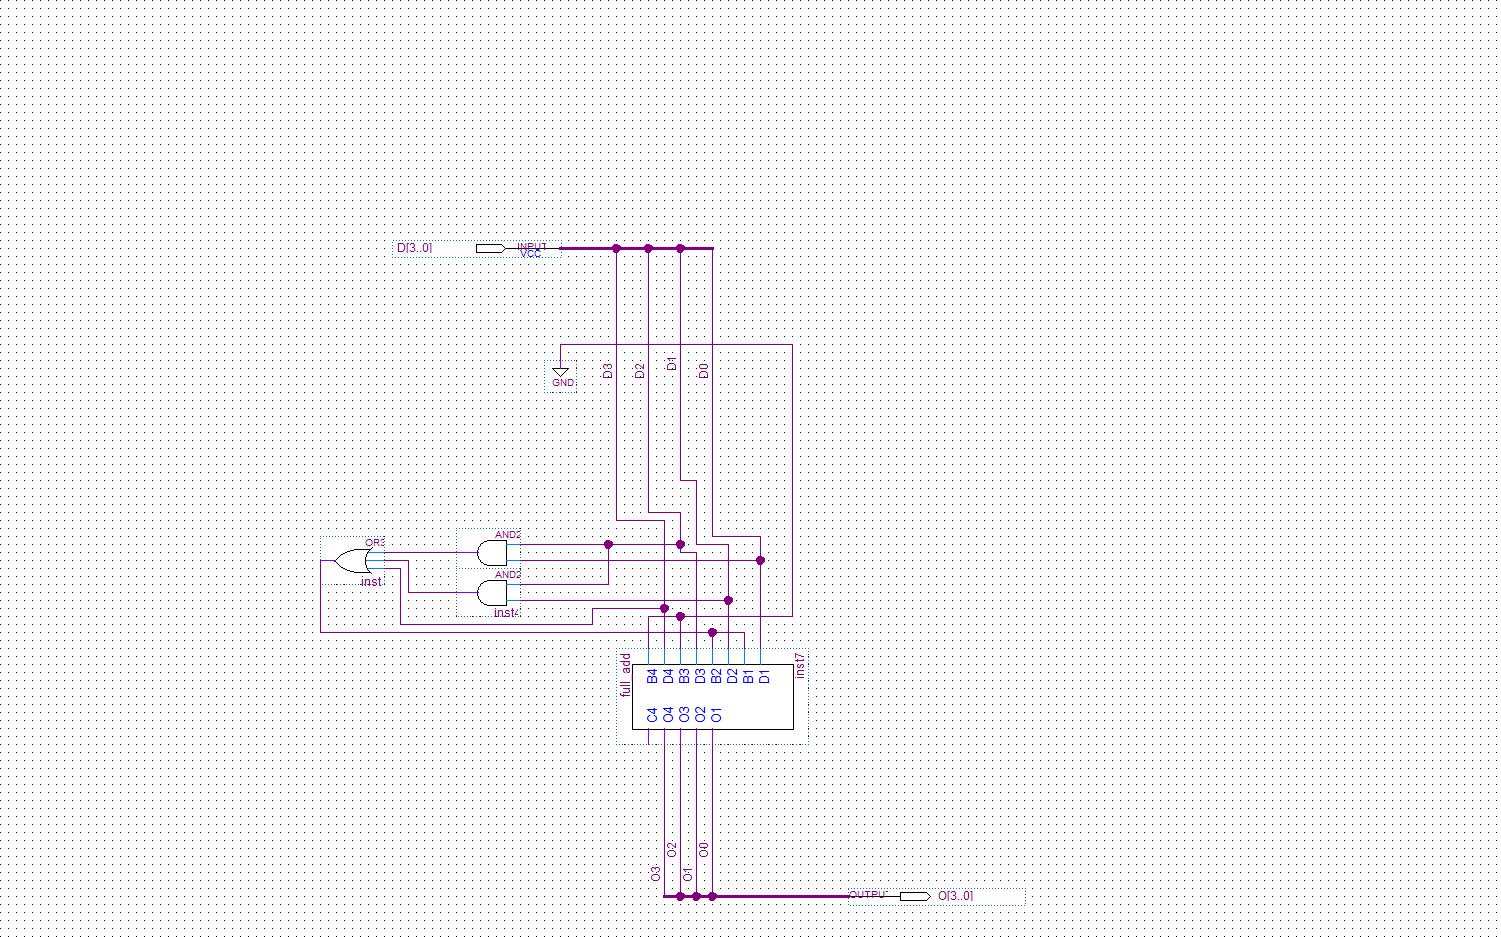 D[3..0]
INPUT
VCC
GND
D3
D2
D1
D0
OR3
inst
AND2
AND2
inst4
full_add
inst7
B4
D4
B3
D3
B2
D2
B1
D1
C4
O4
O3
O2
O1
O3
O2
O1
O0
OUTPUT
O[3..0]